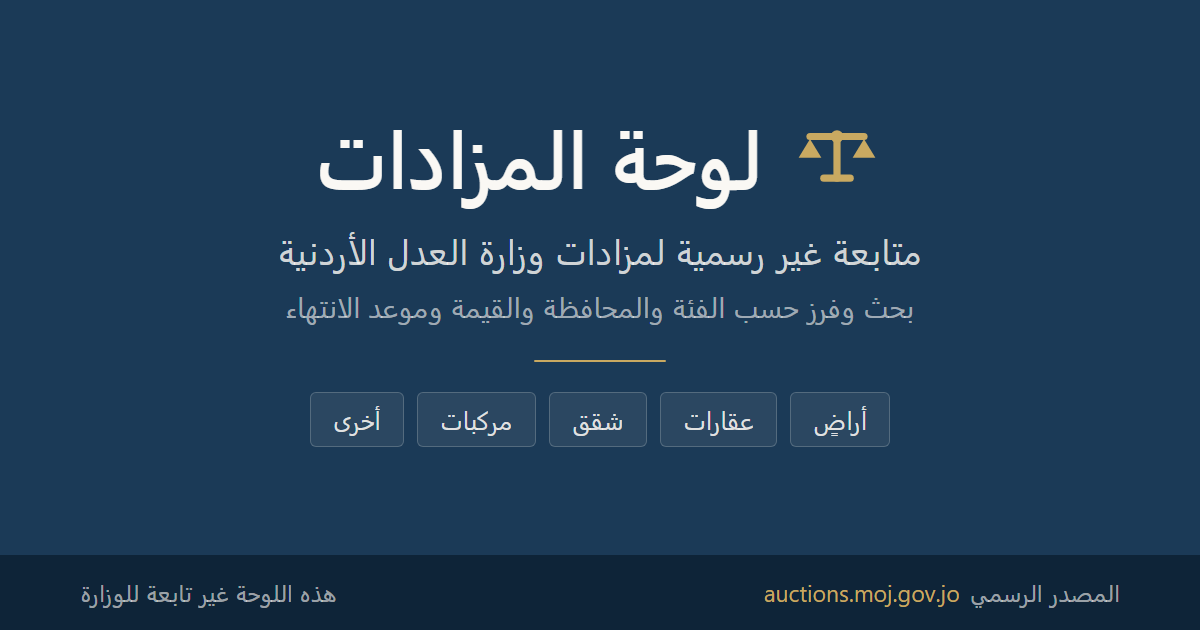 لوحة المزادات
متابعة غير رسمية لمزادات وزارة العدل الأردنية
بحث وفرز حسب الفئة والمحافظة والقيمة وموعد الانتهاء
أراضٍ عقارات شقق مركبات أخرى
المصدر الرسمي auctions.moj.gov.jo هذه اللوحة غير تابعة للوزارة